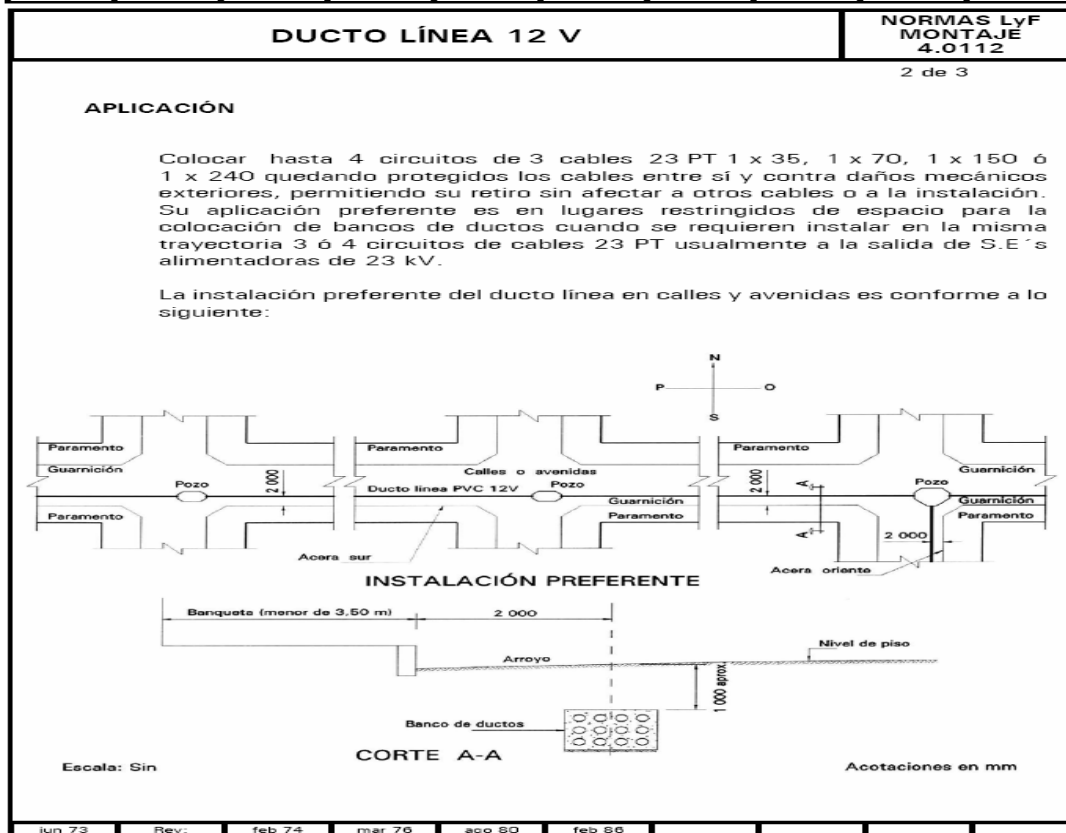 DUCTO LÍNEA 12 V
NORMAS LyF
MONTAJE
4.0112
2 de 3
APLICACIÓN
Colocar hasta 4 circuitos de 3 cables 23 PT 1 x 35, 1 x 70, 1 x 150 ó
1 x 240 quedando protegidos los cables entre sí y contra daños mecánicos
exteriores, permitiendo su retiro sin afectar a otros cables o a la instalación.
Su aplicación preferente es en lugares restringidos de espacio para la
colocación de bancos de ductos cuando se requieren instalar en la misma
trayectoria 3 ó 4 circuitos de cables 23 PT usualmente a la salida de S.E´s
alimentadoras de 23 kV.
La instalación preferente del ducto línea en calles y avenidas es conforme a lo
siguiente:
N
P
O
S
Paramento
Paramento
Paramento
Guarnición
Calles o avenidas
Guarnición
Pozo
2 000
Ducto línea PVC 12V
Pozo
2 000
A
Pozo
Guarnición
Guarnición
Paramento
Paramento
Paramento
A
2 000
Acera sur
Acera oriente
INSTALACIÓN PREFERENTE
Banqueta (menor de 3,50 m)
2 000
Nivel de piso
Arroyo
1 000 aprox.
Banco de ductos
CORTE A-A
Escala: Sin
Acotaciones en mm
jun 73
Rev:
feb 74
mar 76
ago 80
feb 86